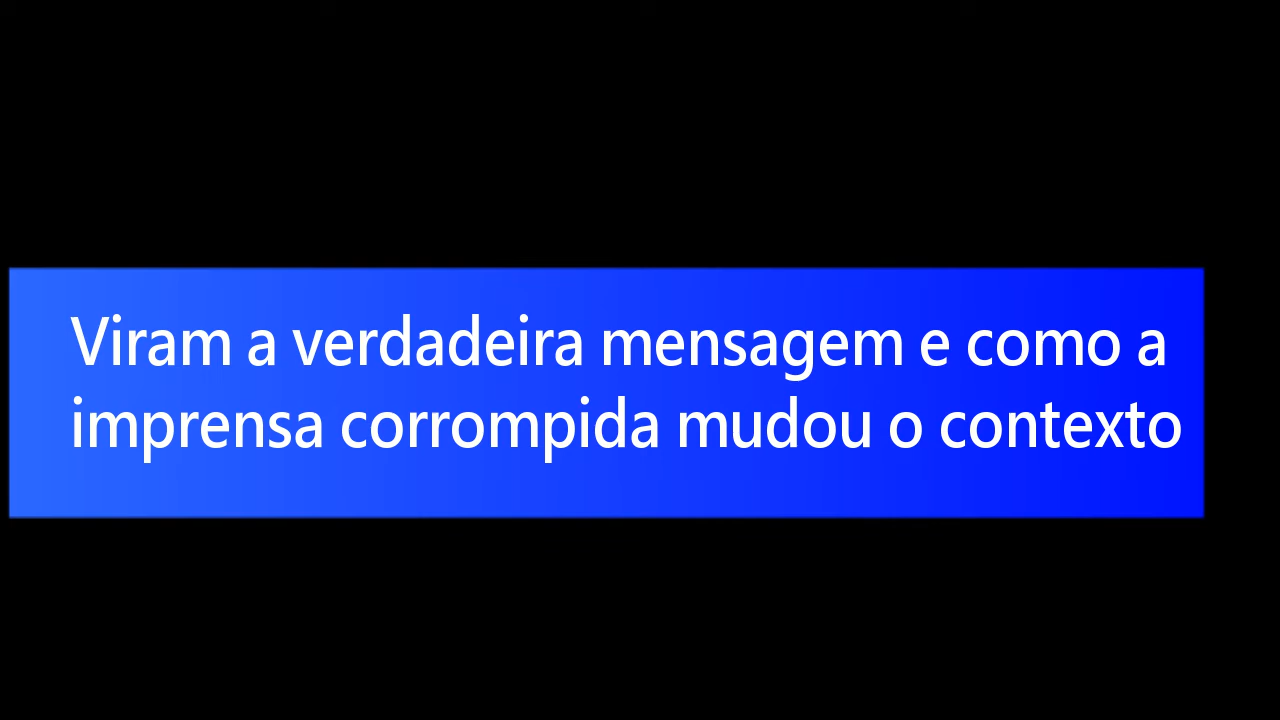 Viram a verdadeira mensagem e como a
imprensa corrompida mudou o contexto